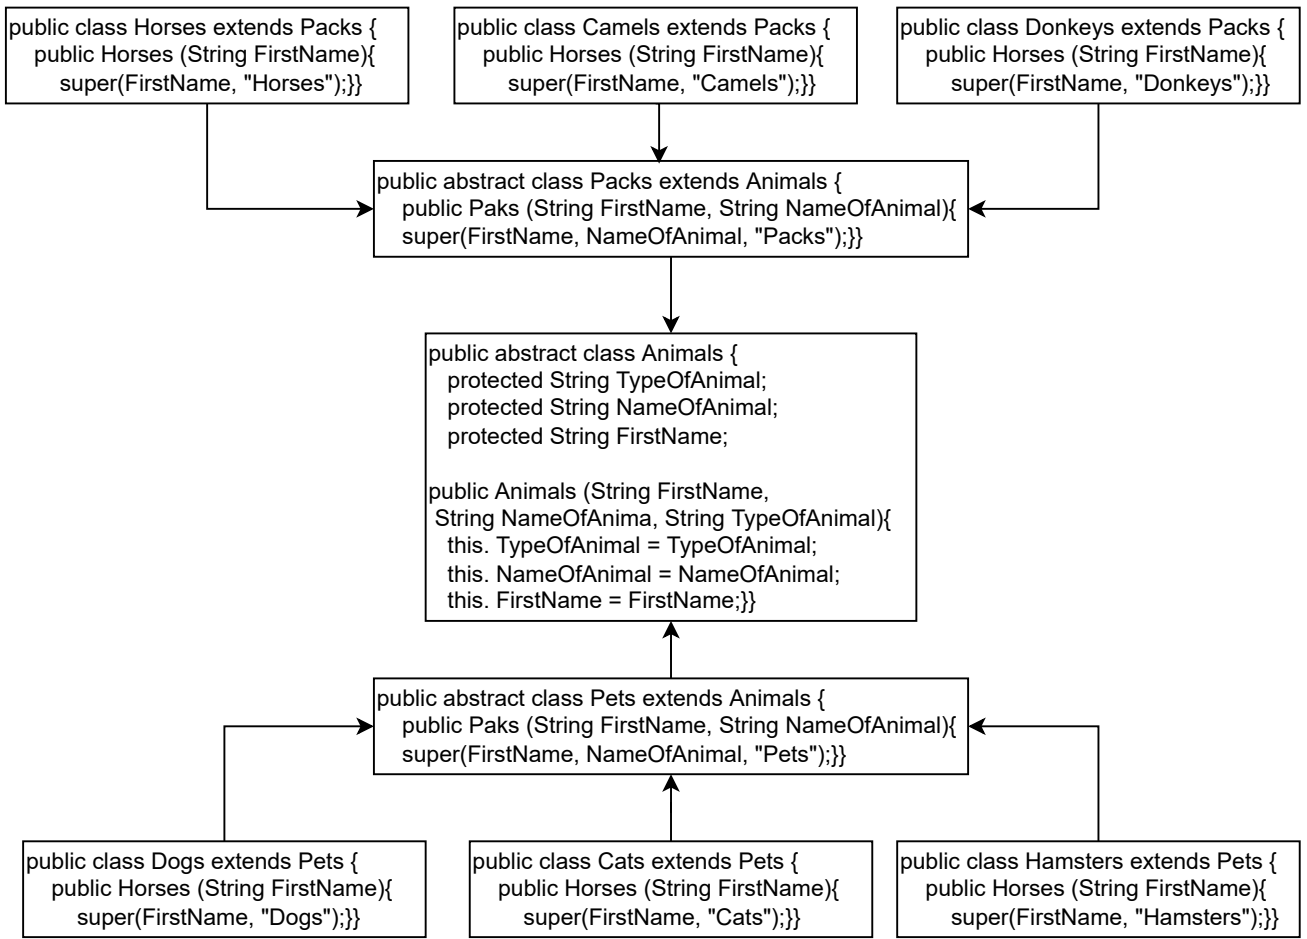 public class Horses extends Packs {
public Horses (String FirstName){
super(FirstName, "Horses");}}
public class Camels extends Packs {
public Horses (String FirstName){
super(FirstName, "Camels");}}
public class Donkeys extends Packs {
public Horses (String FirstName){
super(FirstName, "Donkeys");}}
public abstract class Packs extends Animals {
public Paks (String FirstName, String NameOfAnimal){
super(FirstName, NameOfAnimal, "Packs");}}
public abstract class Animals {
protected String TypeOfAnimal;
protected String NameOfAnimal;
protected String FirstName;
public Animals (String FirstName,
String NameOfAnima, String TypeOfAnimal){
this. TypeOfAnimal = TypeOfAnimal;
this. NameOfAnimal = NameOfAnimal;
this. FirstName = FirstName;}}
public abstract class Pets extends Animals {
public Paks (String FirstName, String NameOfAnimal){
super(FirstName, NameOfAnimal, "Pets");}}
public class Dogs extends Pets {
public Horses (String FirstName){
super(FirstName, "Dogs");}}
public class Cats extends Pets {
public Horses (String FirstName){
super(FirstName, "Cats");}}
public class Hamsters extends Pets {
public Horses (String FirstName){
super(FirstName, "Hamsters");}}